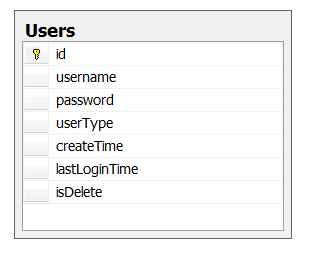 Users
id
username
password
userType
createTime
lastLoginTime
isDelete